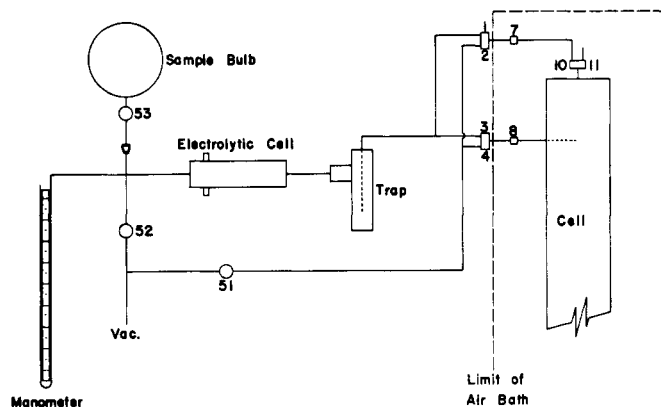 1
7
2
10
11
Sample Bulb
53
Electrolytic Cell
3
8
4
Trap
Cell
52
51
Vac.
Limit of
Air Bath
Manometer